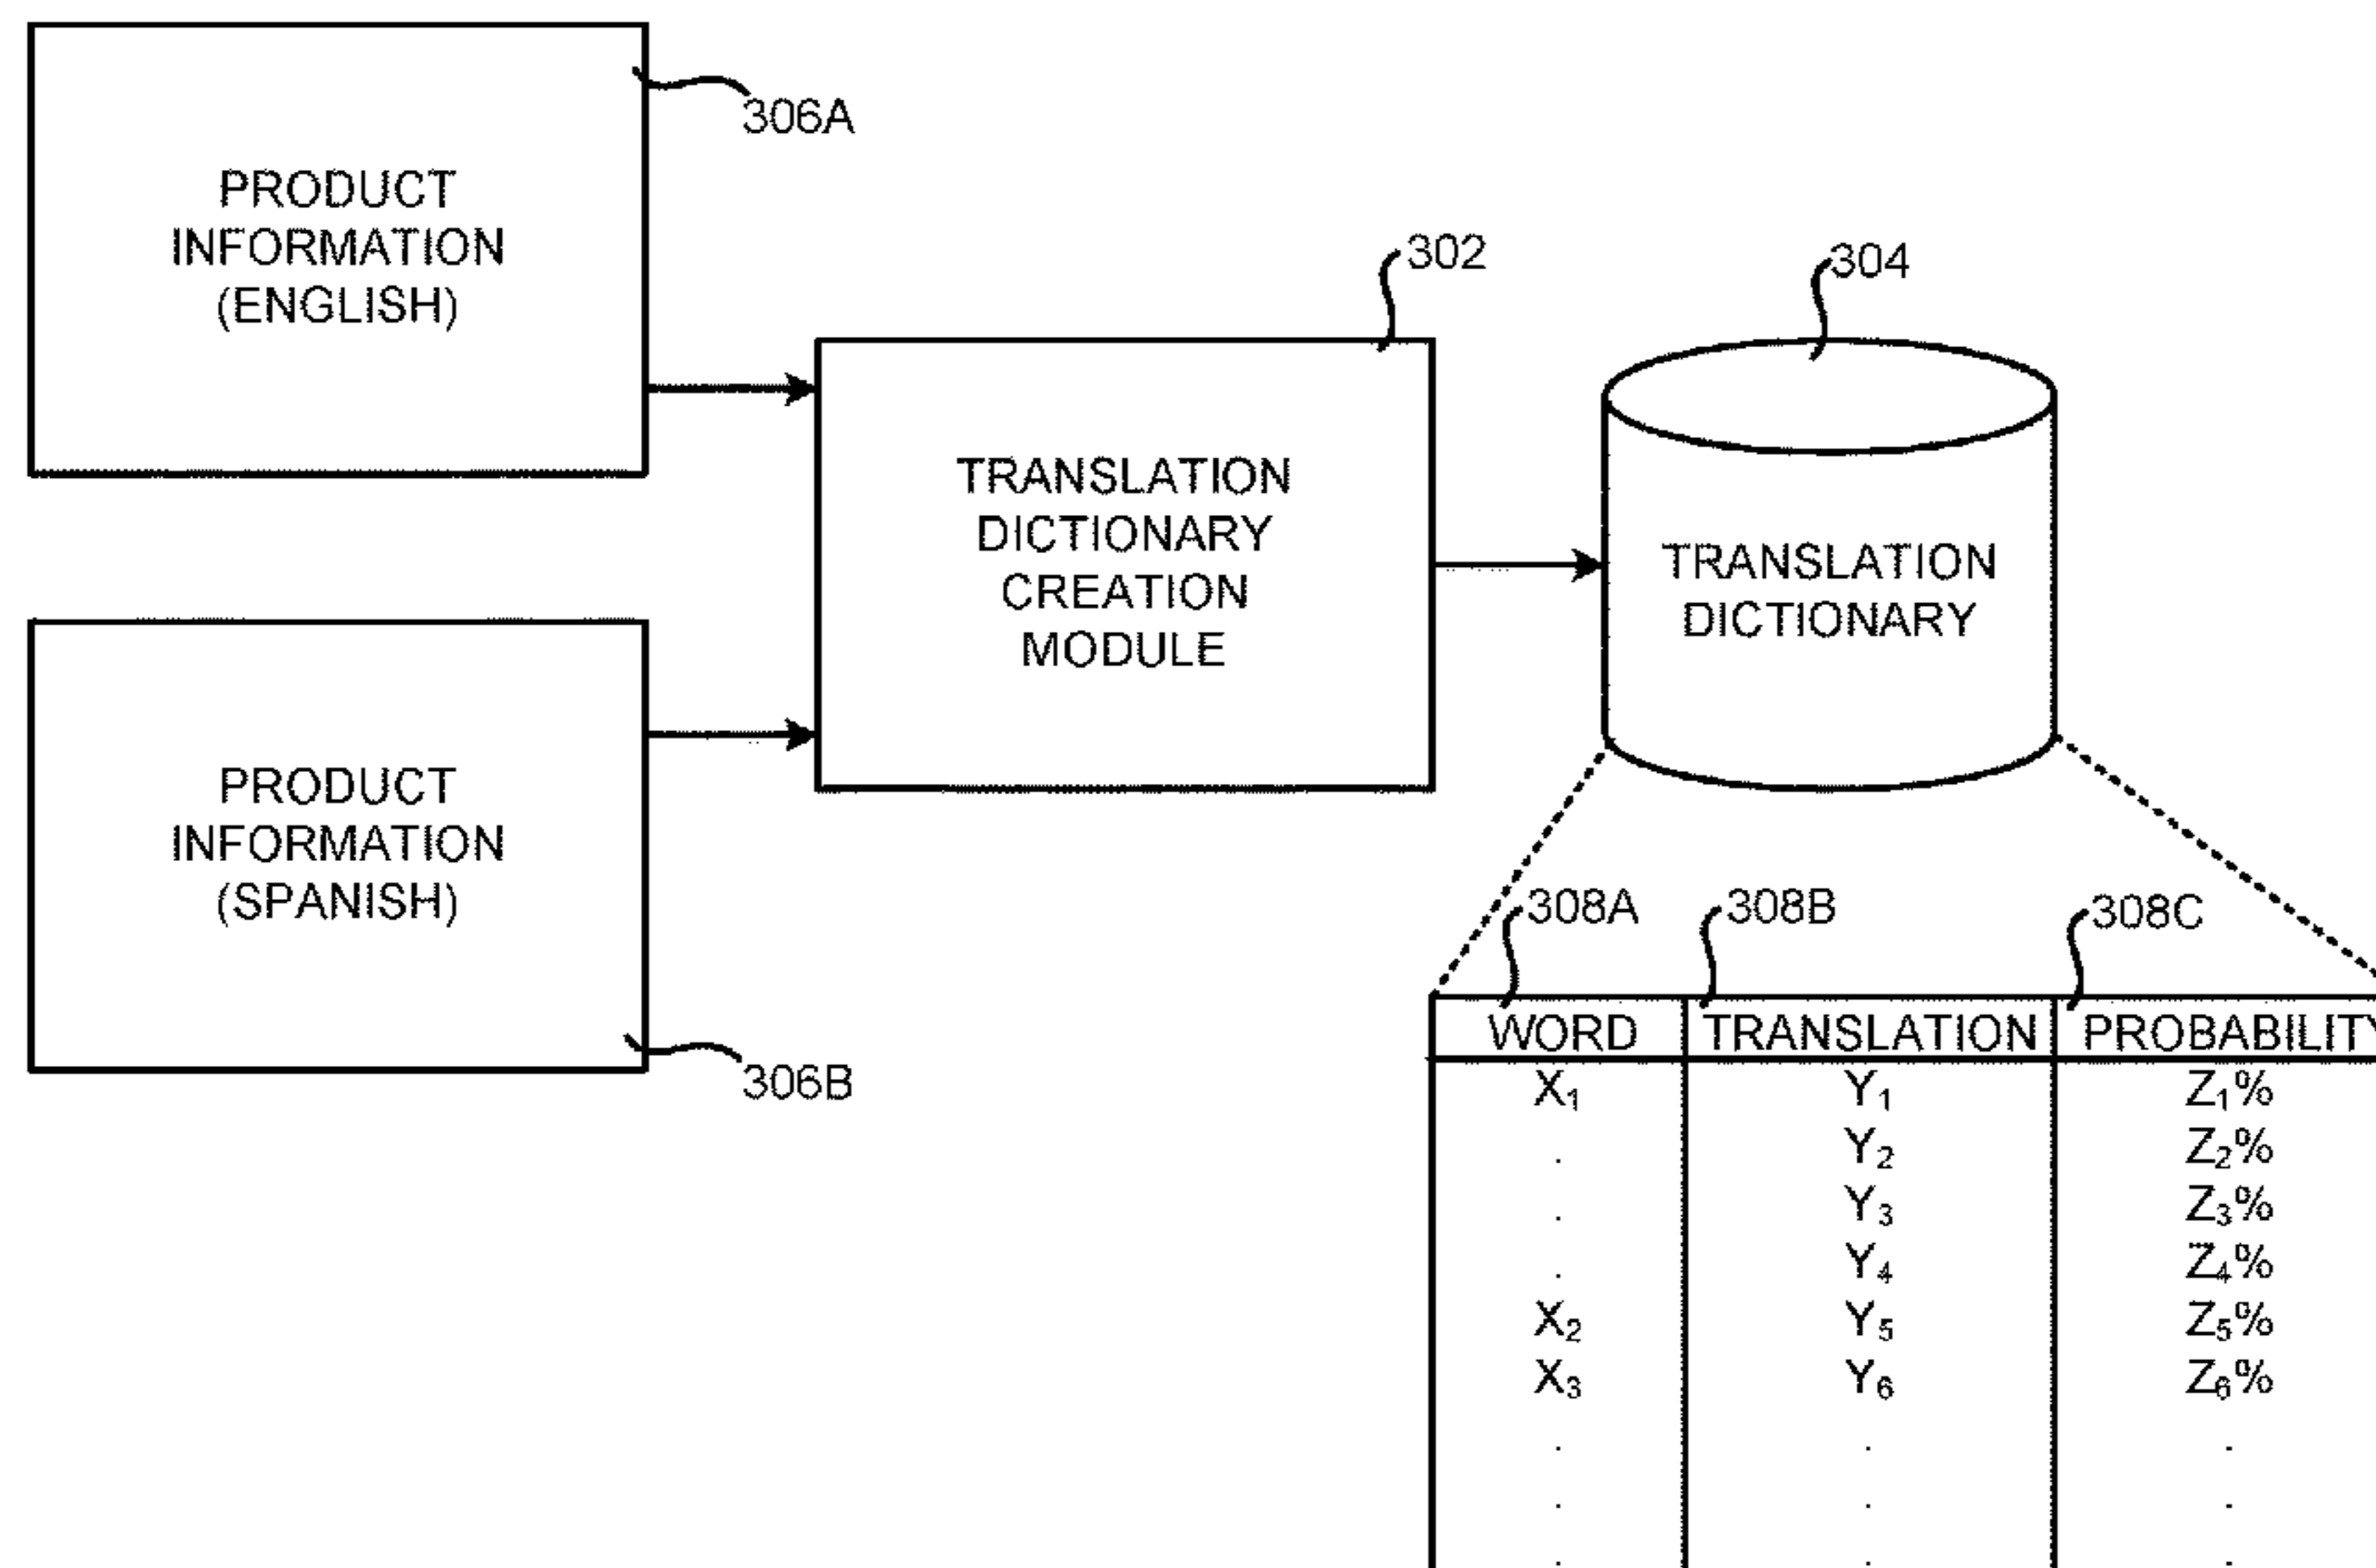 306A
PRODUCT
INFORMATION
(ENGLISH)
302
304
TRANSLATION
DICTIONARY
CREATION
MODULE
TRANSLATION
DICTIONARY
PRODUCT
INFORMATION
(SPANISH)
306B
308A 308B 308C
WORD TRANSLATION PROBABILITY
X₁ Y₁ Z₁%
. Y₂ Z₂%
. Y₃ Z₃%
. Y₄ Z₄%
X₂ Y₅ Z₅%
X₃ Y₆ Z₆%
. . .
. . .
. . .